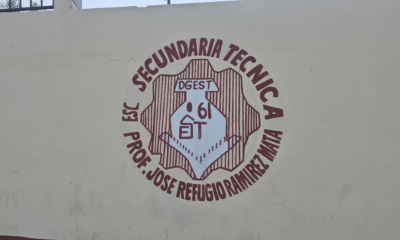 ESC SECUNDARIA TECNICA
DGEST
61
ET
PROF. JOSE REFUGIO RAMIREZ MATA